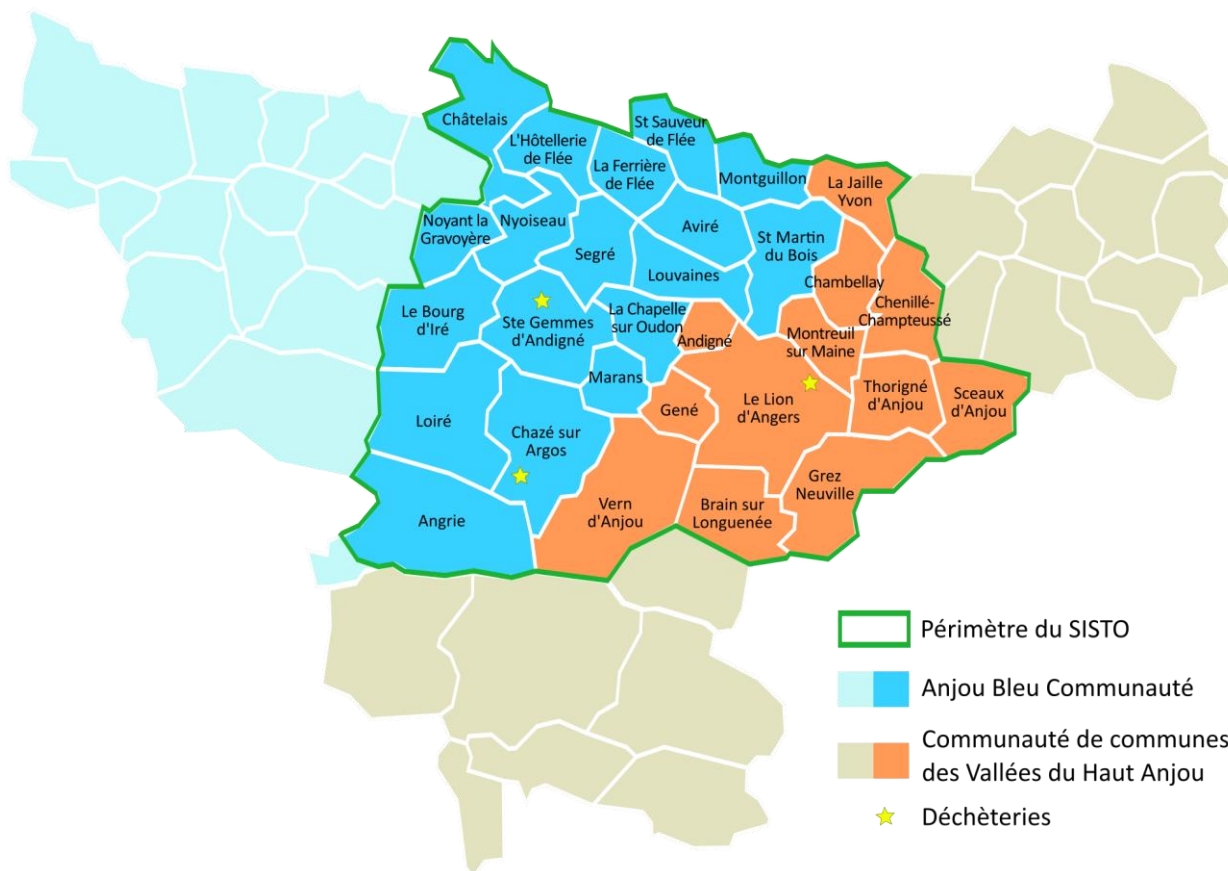 Châtelais
L'Hôtellerie
de Flée
St Sauveur
de Flée
La Ferrière
de Flée
Montguillon
La Jaille
Yvon
Noyant la
Gravoyère
Nyoiseau
Aviré
St Martin
du Bois
Segré
Louvaines
Chambellay
Chenillé-
Champteussé
Le Bourg
d'Iré
Ste Gemmes
d'Andigné
La Chapelle
sur Oudon
Andigné
Montreuil
sur Maine
Marans
Thorigné
d'Anjou
Sceaux
d'Anjou
Loiré
Chazé sur
Argos
Gené
Le Lion
d'Angers
Grez
Neuville
Angrie
Vern
d'Anjou
Brain sur
Longuenée
Périmètre du SISTO
Anjou Bleu Communauté
Communauté de communes
des Vallées du Haut Anjou
Déchèteries